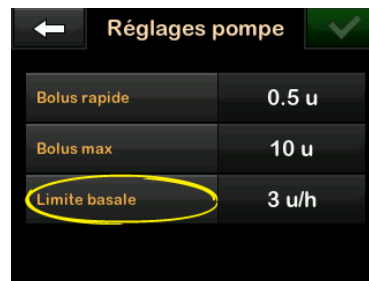 Réglages pompe
Bolus rapide 0.5 u
Bolus max 10 u
Limite basale 3 u/h